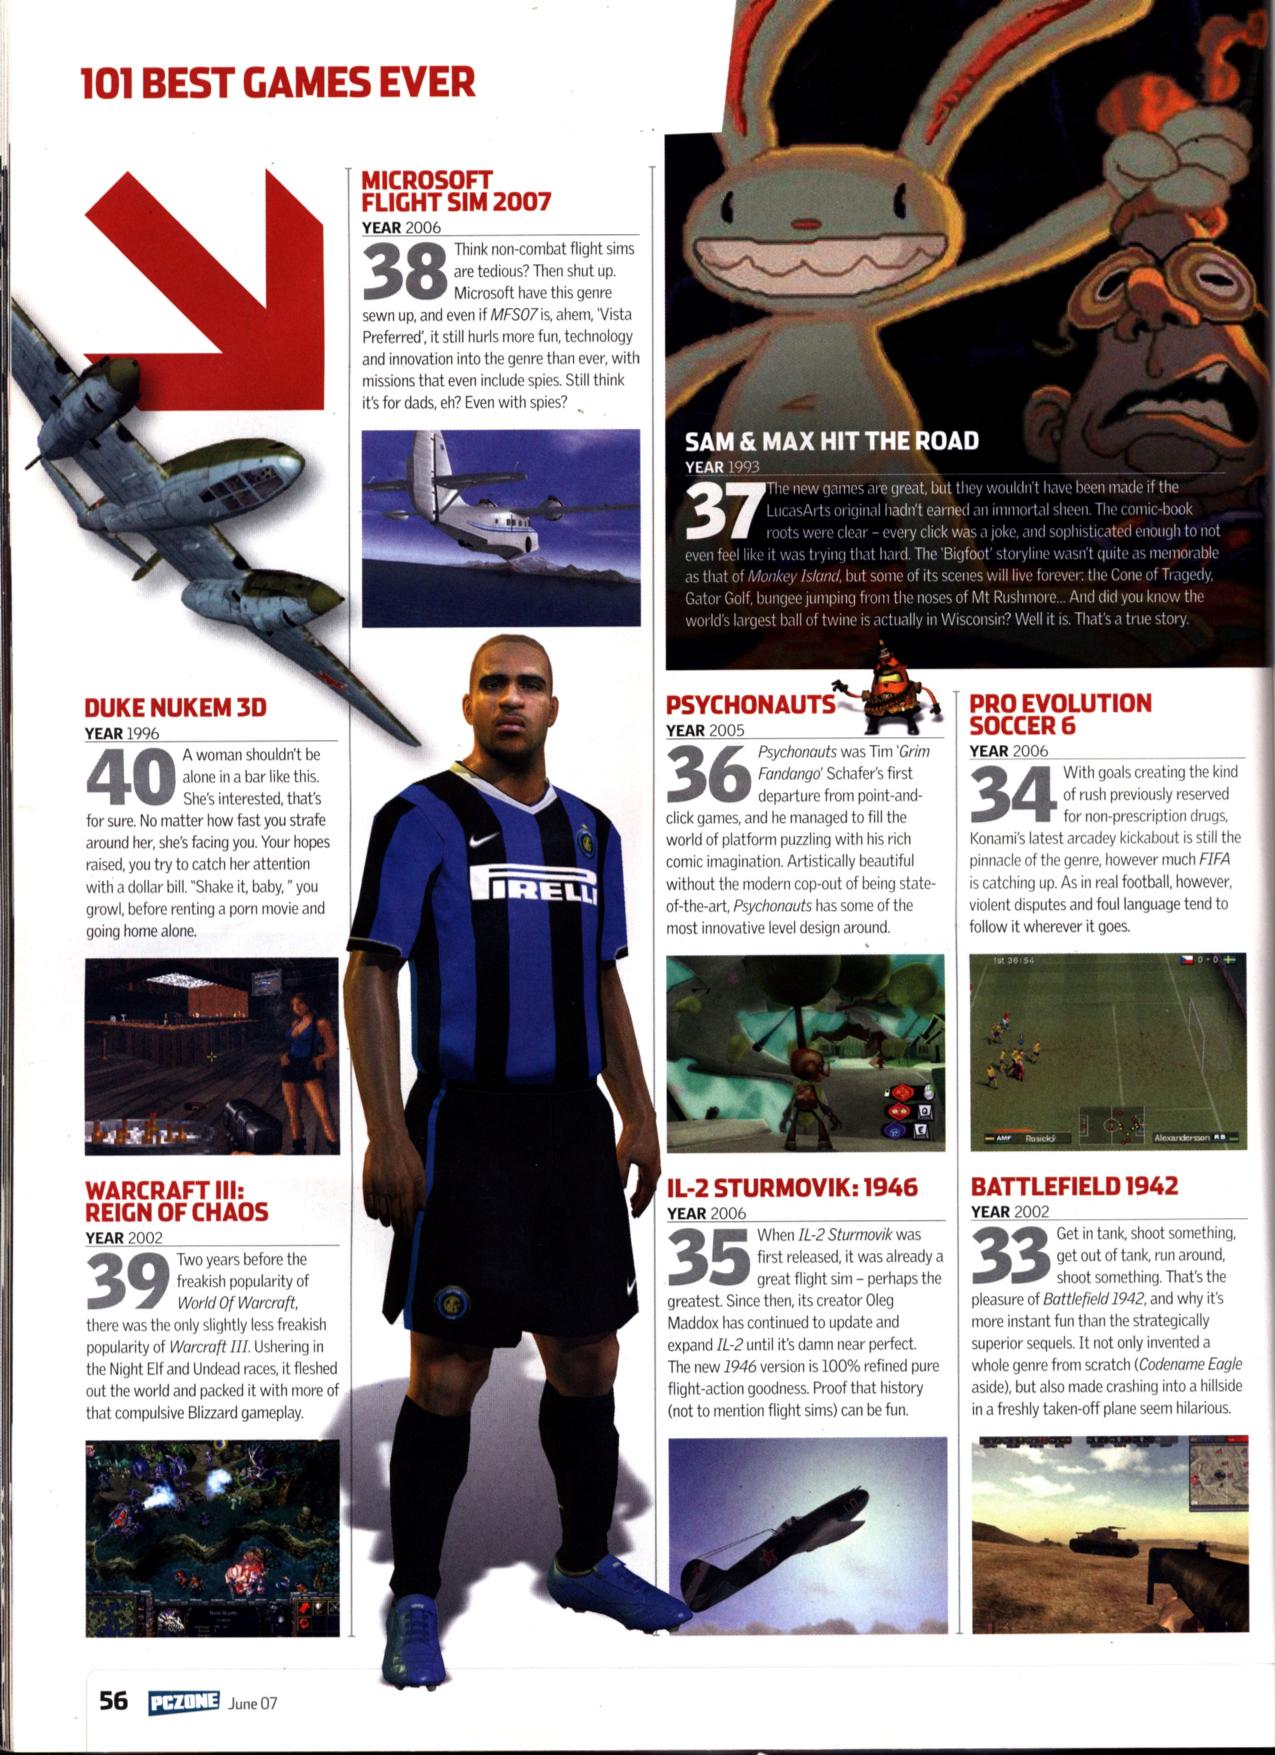 101 BEST GAMES EVER
MICROSOFT
FLIGHT SIM 2007
YEAR 2006
38 Think non-combat flight sims
are tedious? Then shut up.
Microsoft have this genre
sewn up, and even if MFS07 is, ahem, 'Vista
Preferred', it still hurls more fun, technology
and innovation into the genre than ever, with
missions that even include spies. Still think
it's for dads, eh? Even with spies?
SAM & MAX HIT THE ROAD
YEAR 1993
37 The new games are great, but they wouldn't have been made if the
LucasArts original hadn't earned an immortal sheen. The comic-book
roots were clear – every click was a joke, and sophisticated enough to not
even feel like it was trying that hard. The 'Bigfoot' storyline wasn't quite as memorable
as that of Monkey Island, but some of its scenes will live forever: the Cone of Tragedy,
Gator Golf, bungee jumping from the noses of Mt Rushmore... And did you know the
world's largest ball of twine is actually in Wisconsin? Well it is. That's a true story.
DUKE NUKEM 3D
YEAR 1996
40 A woman shouldn't be
alone in a bar like this.
She's interested, that's
for sure. No matter how fast you strafe
around her, she's facing you. Your hopes
raised, you try to catch her attention
with a dollar bill. "Shake it, baby, " you
growl, before renting a porn movie and
going home alone.
WARCRAFT III:
REIGN OF CHAOS
YEAR 2002
39 Two years before the
freakish popularity of
World Of Warcraft,
there was the only slightly less freakish
popularity of Warcraft III. Ushering in
the Night Elf and Undead races, it fleshed
out the world and packed it with more of
that compulsive Blizzard gameplay.
PIRELLI
PSYCHONAUTS
YEAR 2005
36 Psychonauts was Tim 'Grim
Fandango' Schafer's first
departure from point-and-
click games, and he managed to fill the
world of platform puzzling with his rich
comic imagination. Artistically beautiful
without the modern cop-out of being state-
of-the-art, Psychonauts has some of the
most innovative level design around.
Q
E
IL-2 STURMOVIK: 1946
YEAR 2006
35 When IL-2 Sturmovik was
first released, it was already a
great flight sim – perhaps the
greatest. Since then, its creator Oleg
Maddox has continued to update and
expand IL-2 until it's damn near perfect.
The new 1946 version is 100% refined pure
flight-action goodness. Proof that history
(not to mention flight sims) can be fun.
PRO EVOLUTION
SOCCER 6
YEAR 2006
34 With goals creating the kind
of rush previously reserved
for non-prescription drugs,
Konami's latest arcadey kickabout is still the
pinnacle of the genre, however much FIFA
is catching up. As in real football, however,
violent disputes and foul language tend to
follow it wherever it goes.
1st 36:54
0 - 0
AMF Rosický
Alexandersson RB
BATTLEFIELD 1942
YEAR 2002
33 Get in tank, shoot something,
get out of tank, run around,
shoot something. That's the
pleasure of Battlefield 1942, and why it's
more instant fun than the strategically
superior sequels. It not only invented a
whole genre from scratch (Codename Eagle
aside), but also made crashing into a hillside
in a freshly taken-off plane seem hilarious.
56 PCZONE June 07